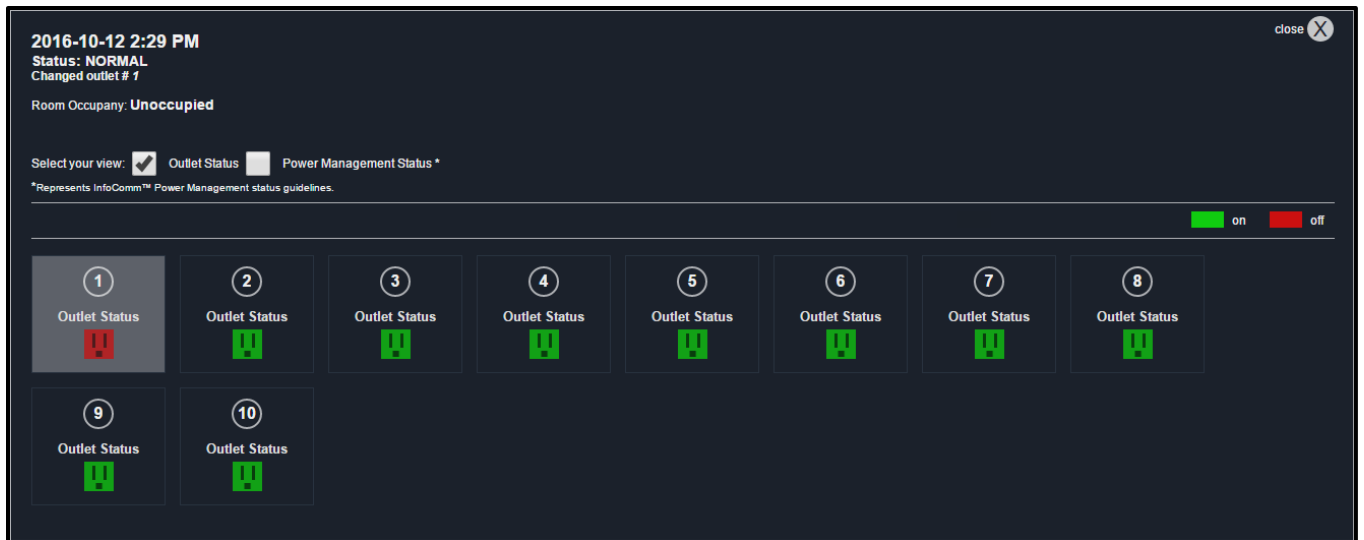 close X
2016-10-12 2:29 PM
Status: NORMAL
Changed outlet # 1
Room Occupany: Unoccupied
Select your view: Outlet Status Power Management Status *
*Represents InfoComm™ Power Management status guidelines.
on off
1 2 3 4 5 6 7 8
Outlet Status Outlet Status Outlet Status Outlet Status Outlet Status Outlet Status Outlet Status Outlet Status
9 10
Outlet Status Outlet Status